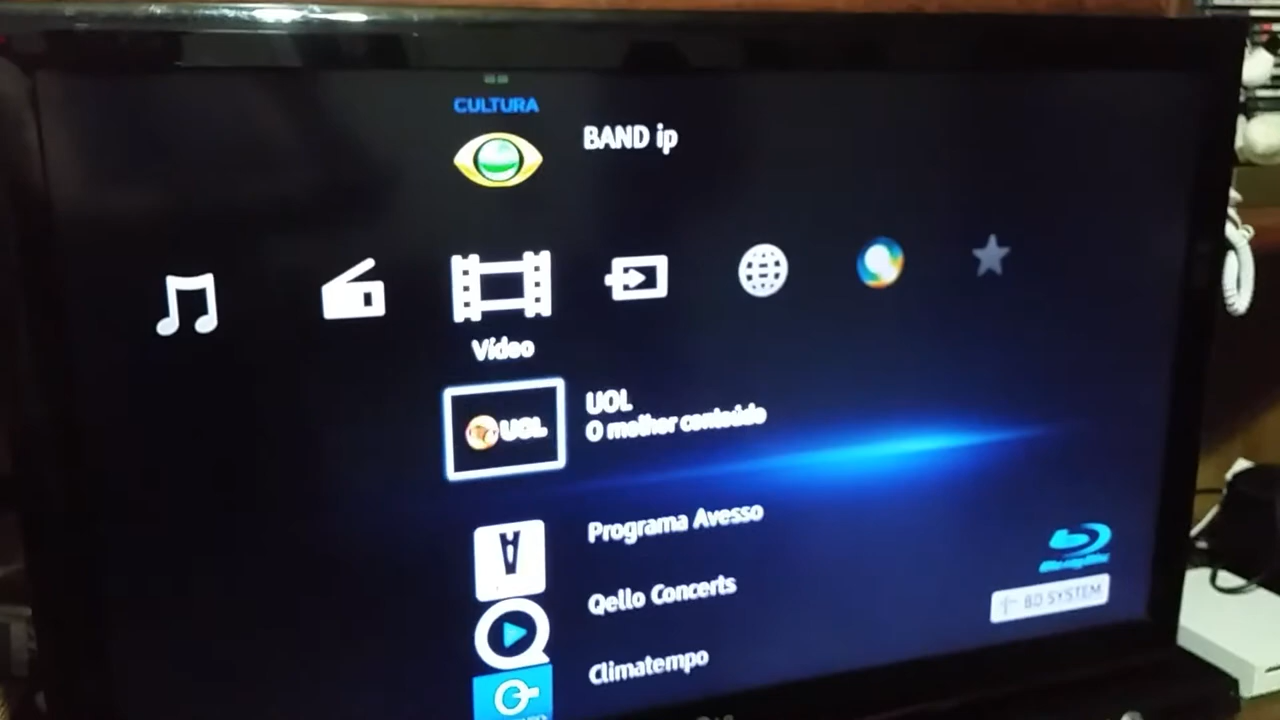 CULTURA
BAND ip
Vídeo
UOL
UOL
O melhor conteúdo
Programa Avesso
Qello Concerts
Climatempo
BD SYSTEM